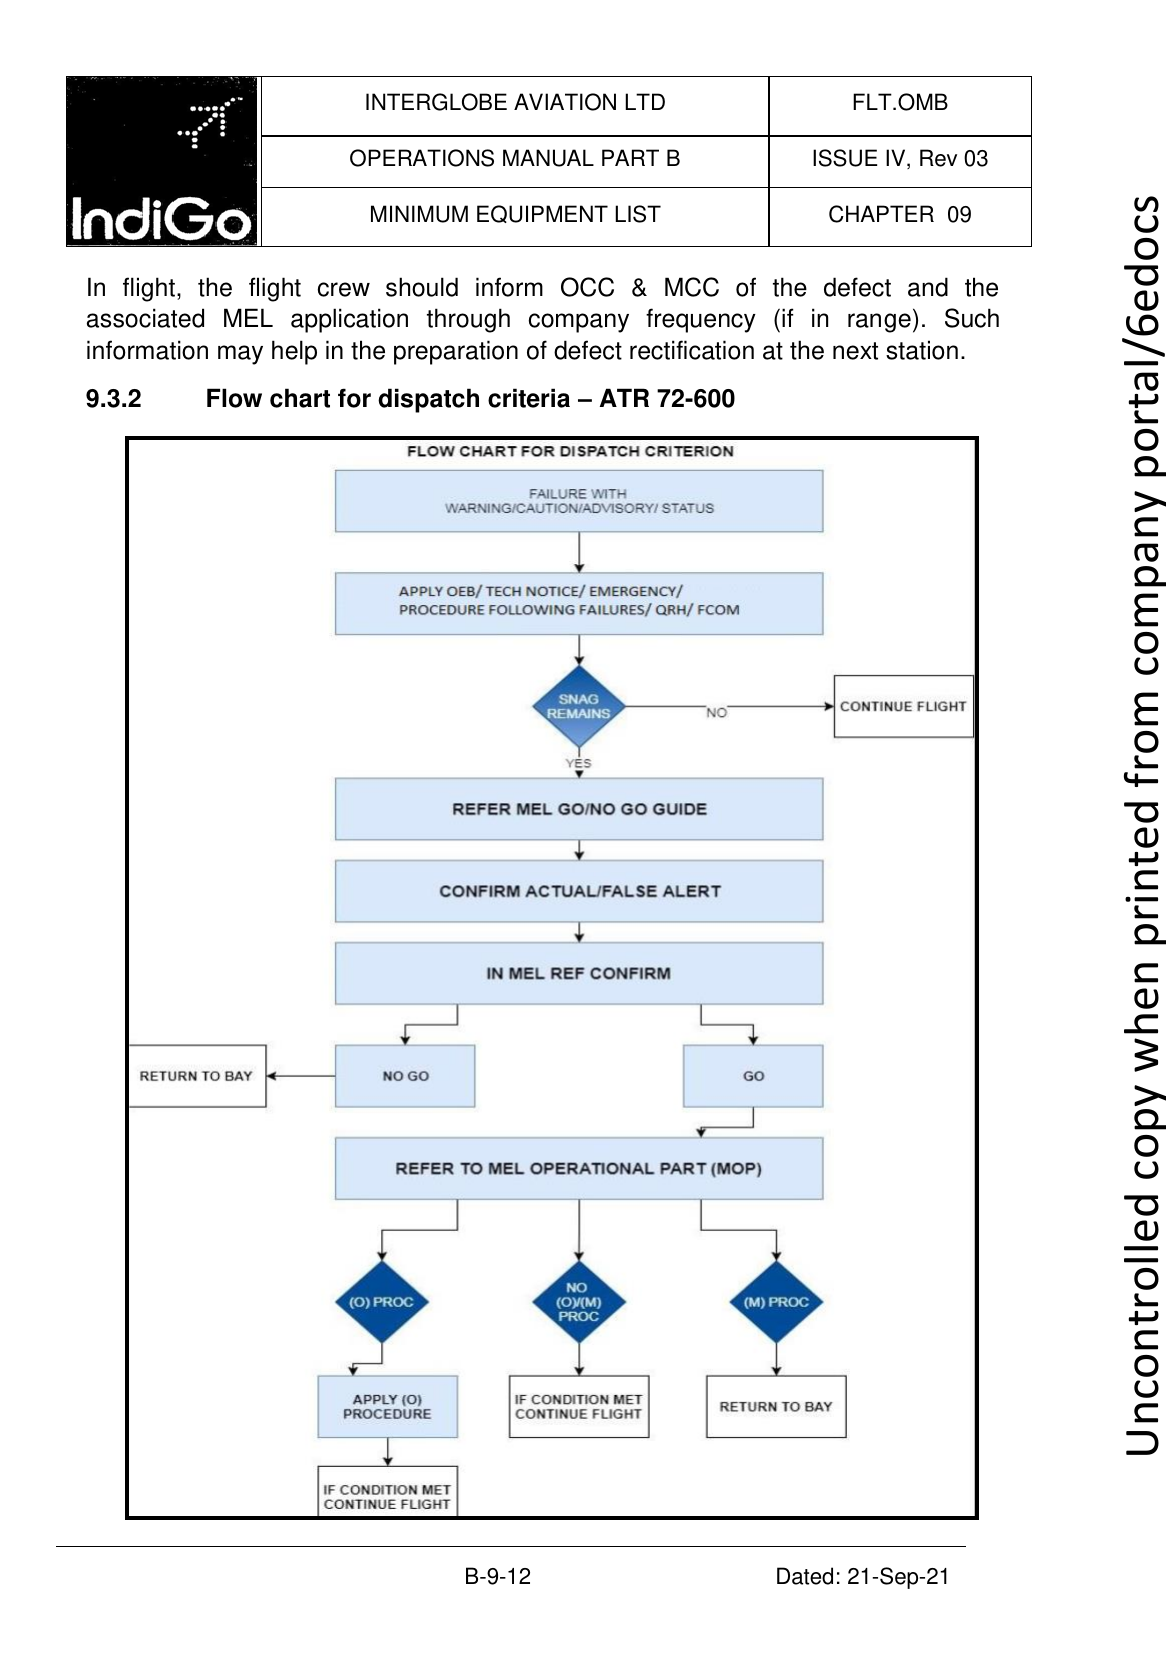 IndiGo
INTERGLOBE AVIATION LTD
FLT.OMB
OPERATIONS MANUAL PART B
ISSUE IV, Rev 03
MINIMUM EQUIPMENT LIST
CHAPTER 09
In flight, the flight crew should inform OCC & MCC of the defect and the
associated MEL application through company frequency (if in range). Such
information may help in the preparation of defect rectification at the next station.
9.3.2 Flow chart for dispatch criteria – ATR 72-600
FLOW CHART FOR DISPATCH CRITERION
FAILURE WITH
WARNING/CAUTION/ADVISORY/ STATUS
APPLY OEB/ TECH NOTICE/ EMERGENCY/
PROCEDURE FOLLOWING FAILURES/ QRH/ FCOM
SNAG
REMAINS
NO
CONTINUE FLIGHT
YES
REFER MEL GO/NO GO GUIDE
CONFIRM ACTUAL/FALSE ALERT
IN MEL REF CONFIRM
RETURN TO BAY
NO GO
GO
REFER TO MEL OPERATIONAL PART (MOP)
(O) PROC
NO
(O)/(M)
PROC
(M) PROC
APPLY (O)
PROCEDURE
IF CONDITION MET
CONTINUE FLIGHT
RETURN TO BAY
IF CONDITION MET
CONTINUE FLIGHT
B-9-12
Dated: 21-Sep-21
Uncontrolled copy when printed from company portal/6edocs